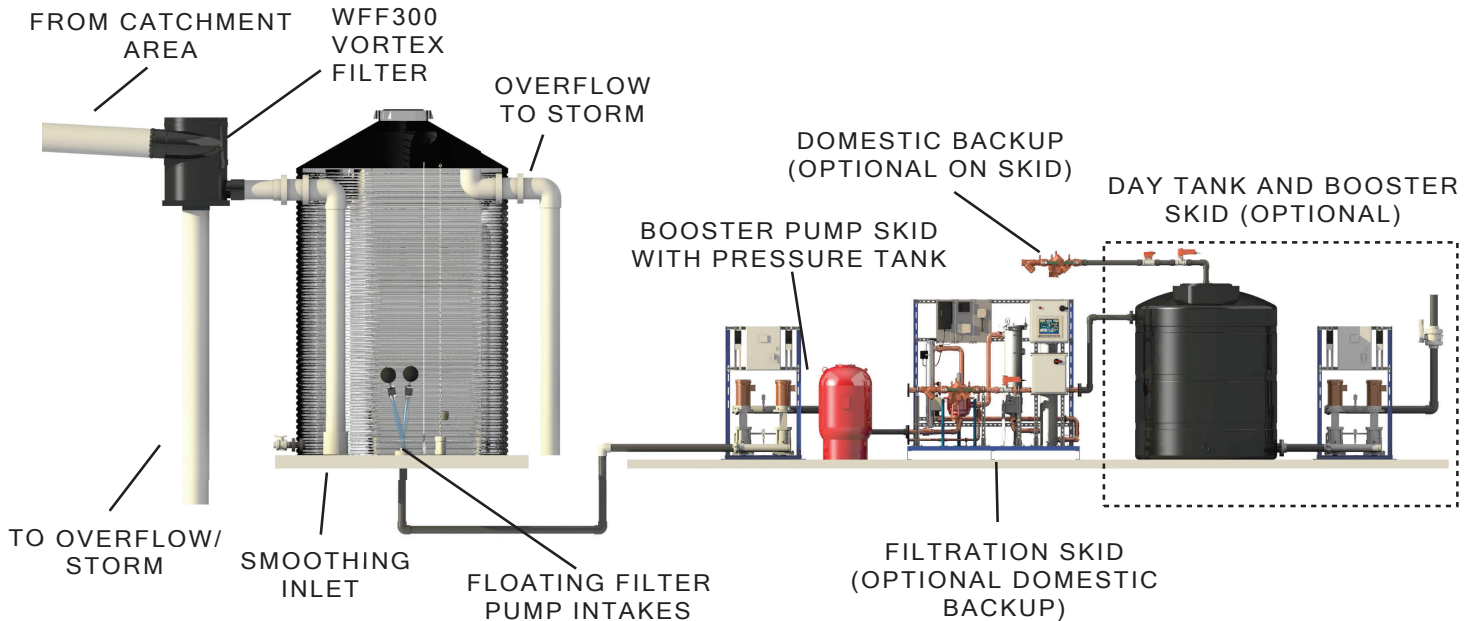 FROM CATCHMENT
AREA
WFF300
VORTEX
FILTER
OVERFLOW
TO STORM
DOMESTIC BACKUP
(OPTIONAL ON SKID)
DAY TANK AND BOOSTER
SKID (OPTIONAL)
BOOSTER PUMP SKID
WITH PRESSURE TANK
TO OVERFLOW/
STORM
SMOOTHING
INLET
FLOATING FILTER
PUMP INTAKES
FILTRATION SKID
(OPTIONAL DOMESTIC
BACKUP)